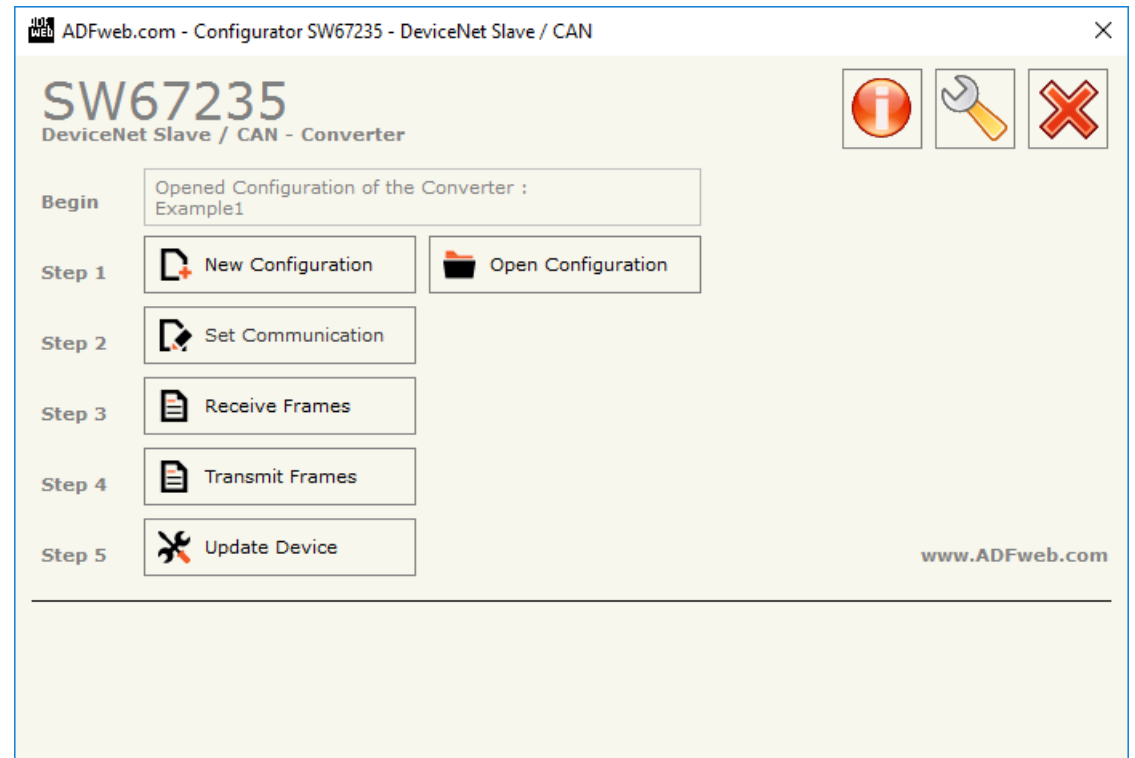 ADF WEB ADFweb.com - Configurator SW67235 - DeviceNet Slave / CAN
SW67235
DeviceNet Slave / CAN - Converter
Begin
Opened Configuration of the Converter :
Example1
Step 1
New Configuration
Open Configuration
Step 2
Set Communication
Step 3
Receive Frames
Step 4
Transmit Frames
Step 5
Update Device
www.ADFweb.com